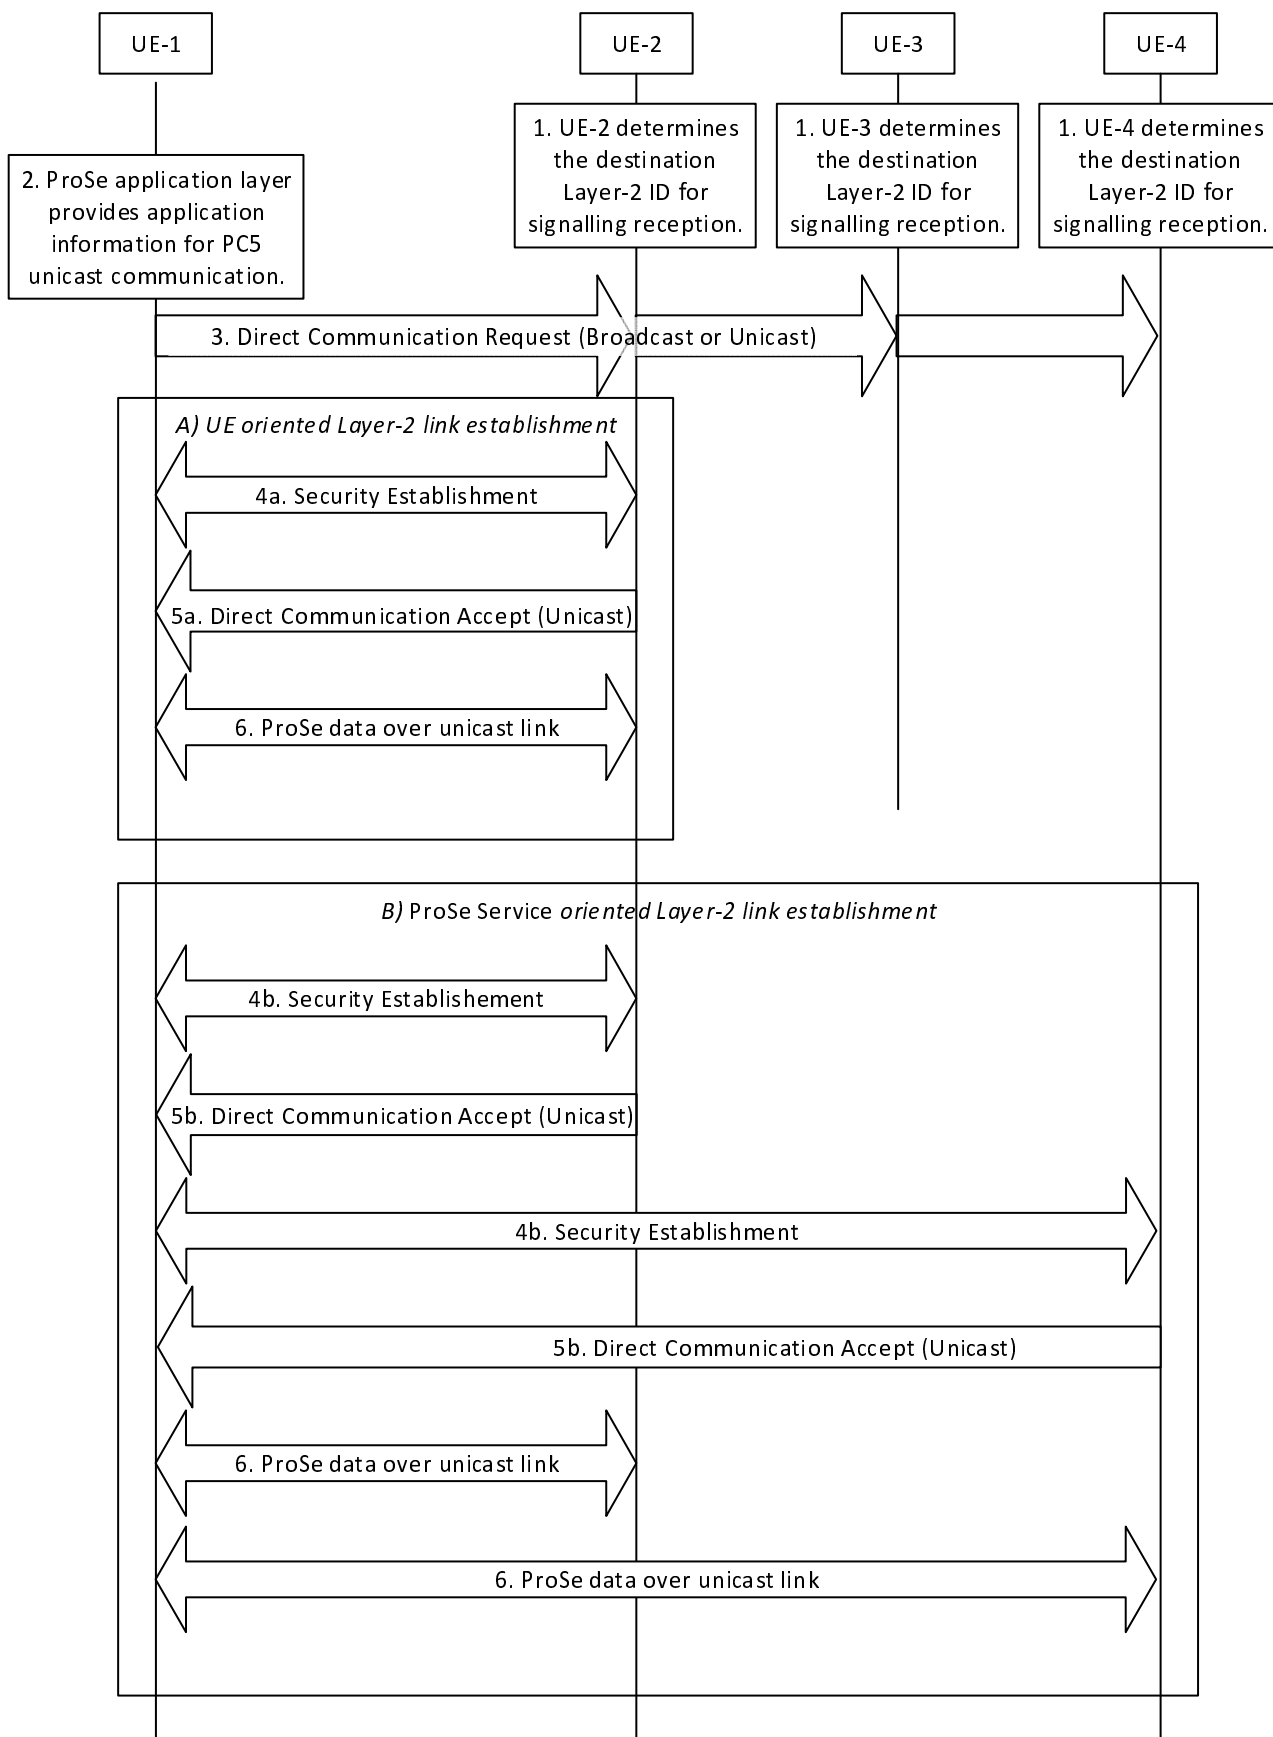 UE-1
UE-2
UE-3
UE-4
1. UE-2 determines
the destination
Layer-2 ID for
signalling reception.
1. UE-3 determines
the destination
Layer-2 ID for
signalling reception.
1. UE-4 determines
the destination
Layer-2 ID for
signalling reception.
2. ProSe application layer
provides application
information for PC5
unicast communication.
3. Direct Communication Request (Broadcast or Unicast)
A) UE oriented Layer-2 link establishment
4a. Security Establishment
5a. Direct Communication Accept (Unicast)
6. ProSe data over unicast link
B) ProSe Service oriented Layer-2 link establishment
4b. Security Establishement
5b. Direct Communication Accept (Unicast)
4b. Security Establishment
5b. Direct Communication Accept (Unicast)
6. ProSe data over unicast link
6. ProSe data over unicast link